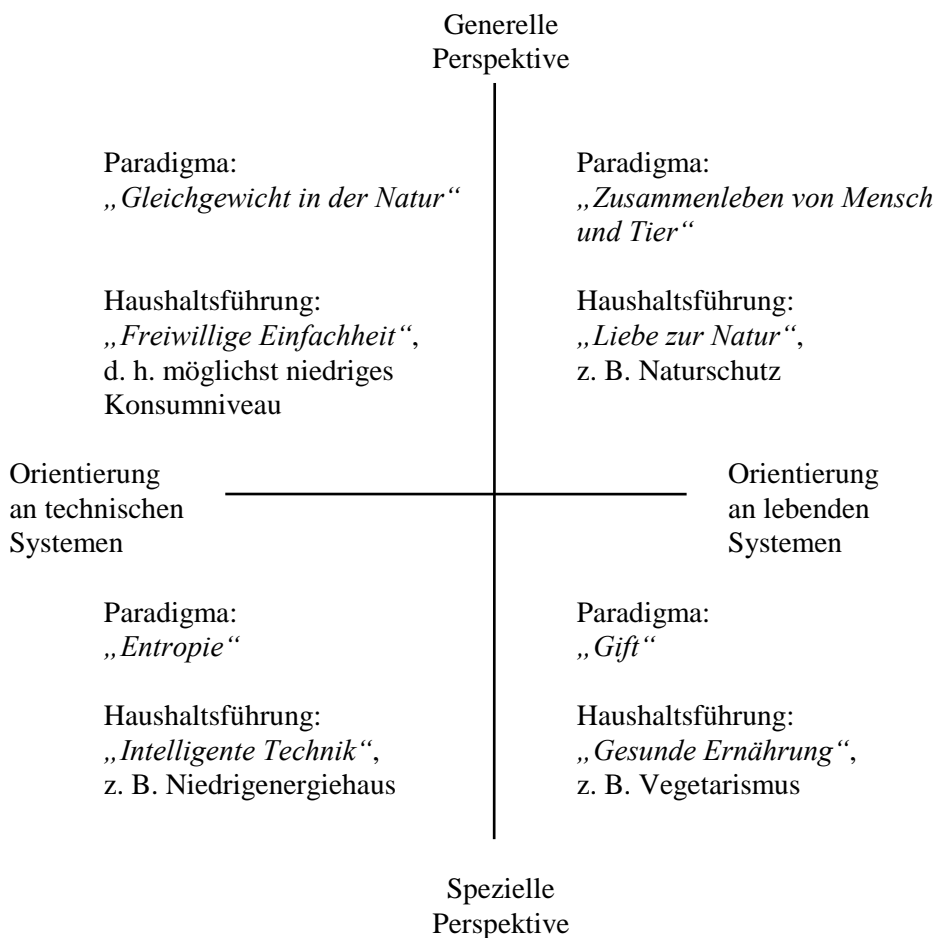 Generelle
Perspektive
Paradigma:
„Gleichgewicht in der Natur“
Paradigma:
„Zusammenleben von Mensch
und Tier“
Haushaltsführung:
„Freiwillige Einfachheit“,
d. h. möglichst niedriges
Konsumniveau
Haushaltsführung:
„Liebe zur Natur“,
z. B. Naturschutz
Orientierung
an technischen
Systemen
Orientierung
an lebenden
Systemen
Paradigma:
„Entropie“
Paradigma:
„Gift“
Haushaltsführung:
„Intelligente Technik“,
z. B. Niedrigenergiehaus
Haushaltsführung:
„Gesunde Ernährung“,
z. B. Vegetarismus
Spezielle
Perspektive